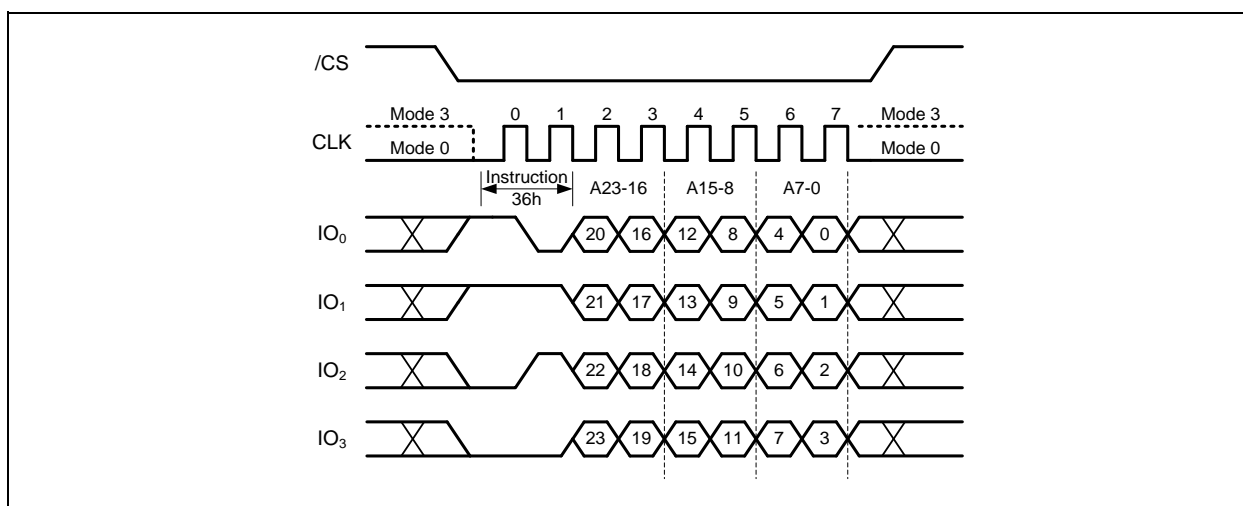 /CS
Mode 3 0 1 2 3 4 5 6 7 Mode 3
CLK
Mode 0 Mode 0
Instruction
36h
A23-16 A15-8 A7-0
IO0 20 16 12 8 4 0
IO1 21 17 13 9 5 1
IO2 22 18 14 10 6 2
IO3 23 19 15 11 7 3